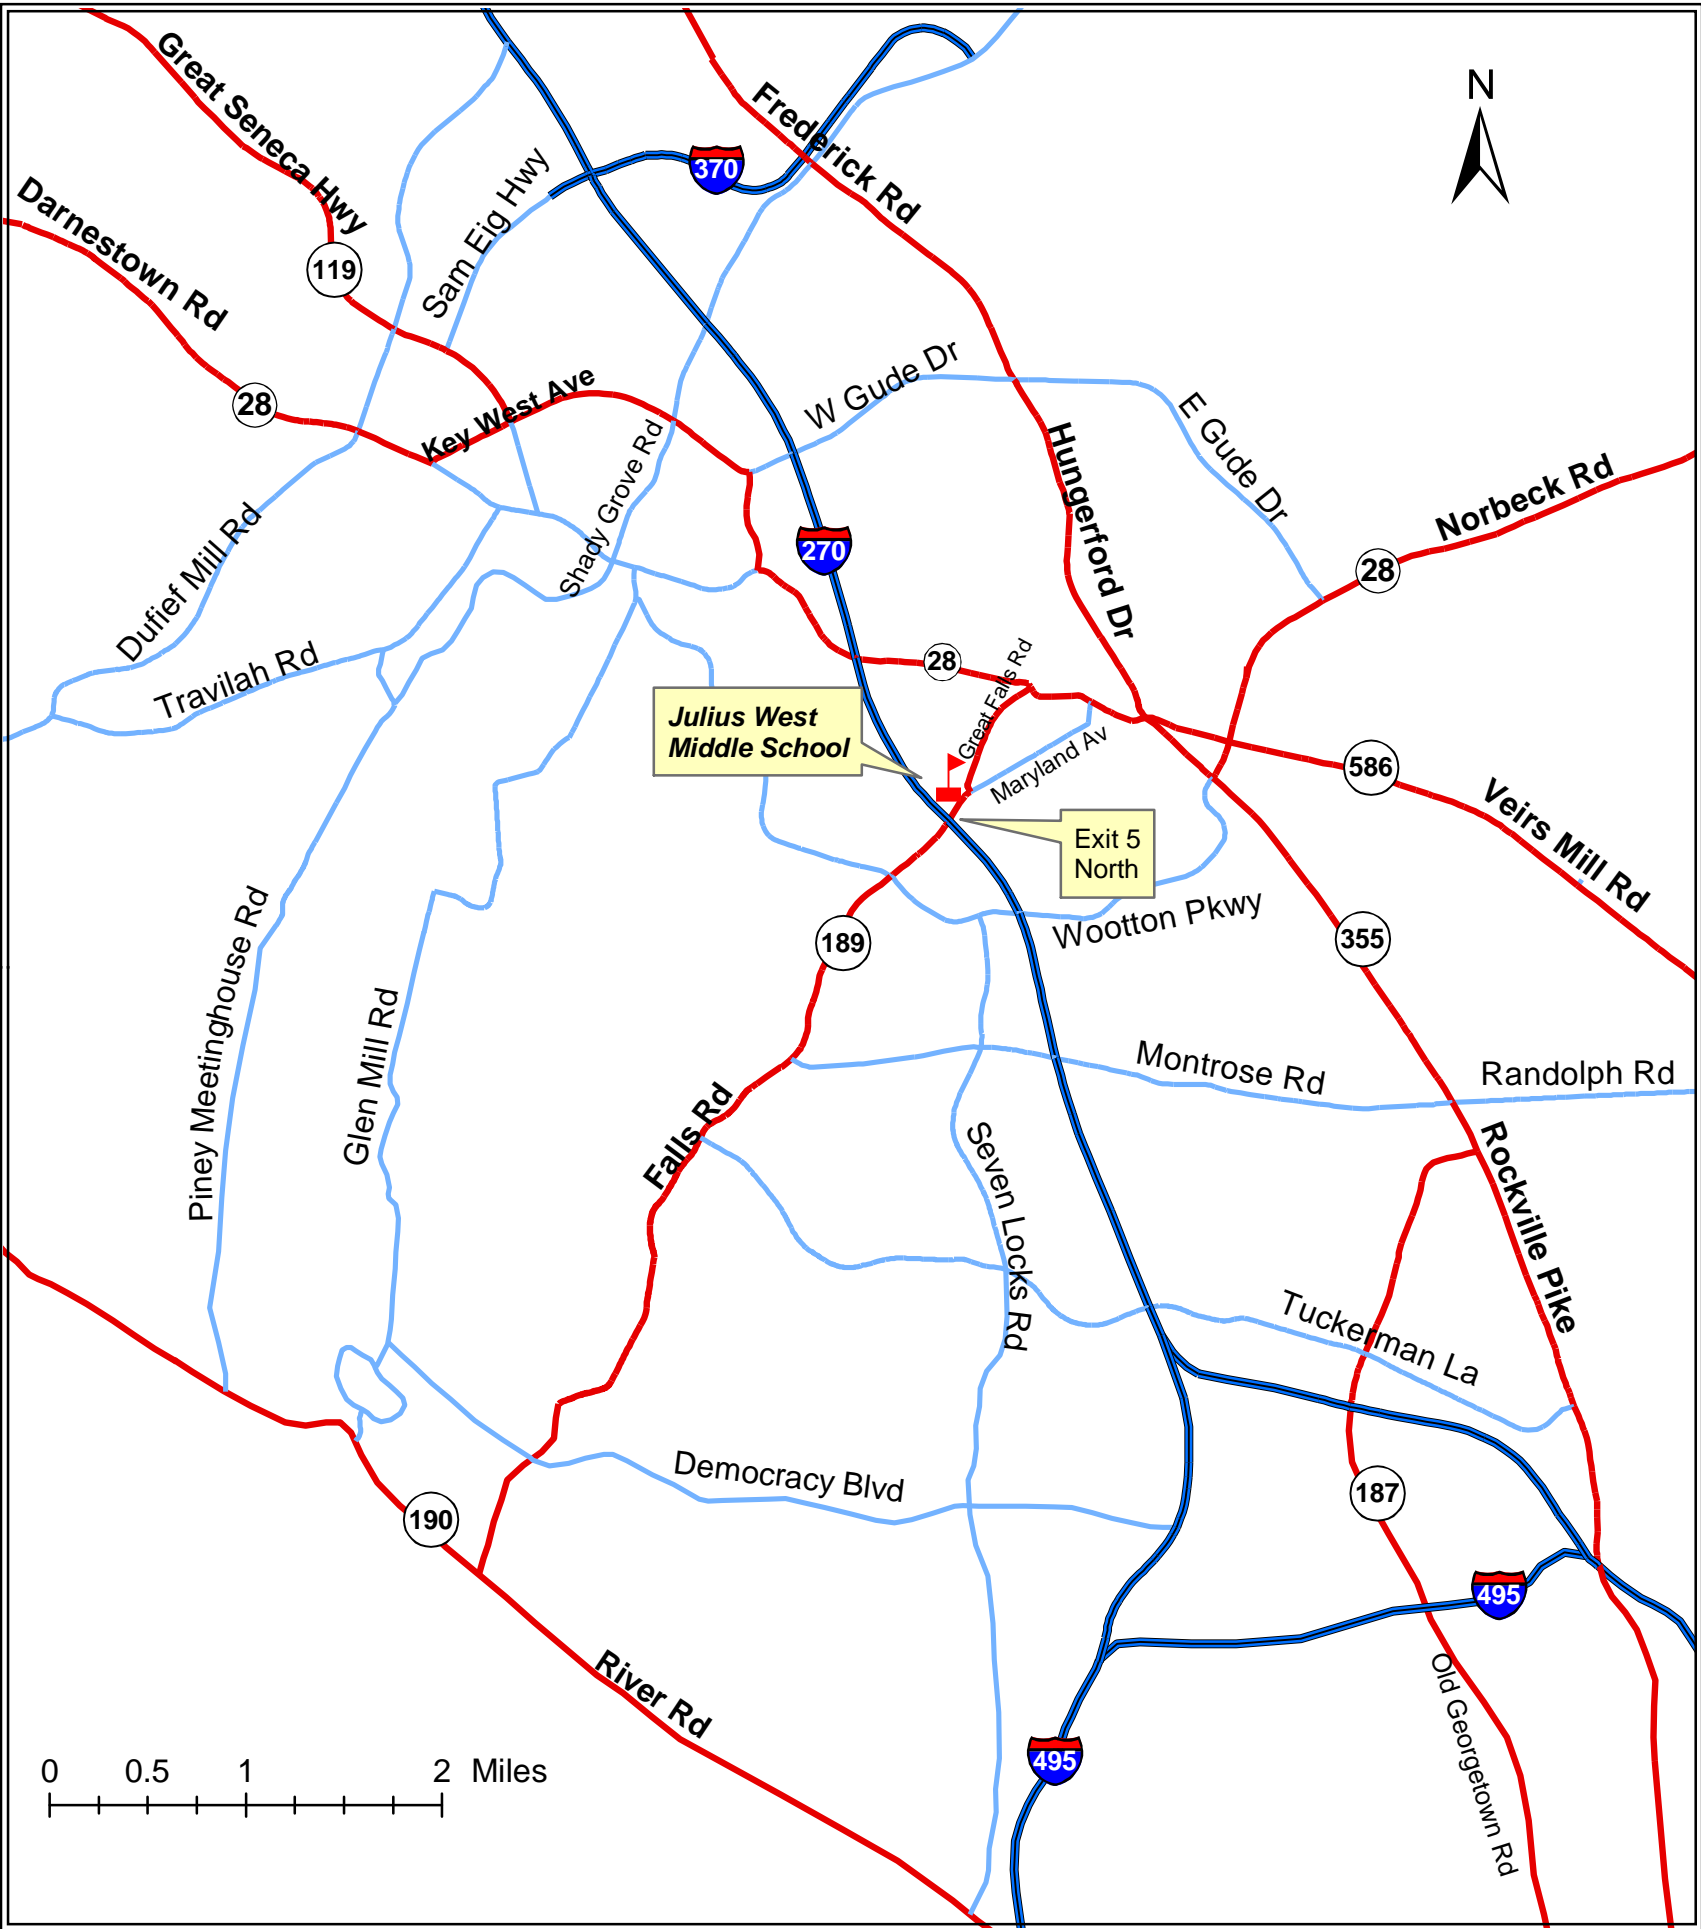 Great Seneca Hwy
Frederick Rd
N
370
Sam Eig Hwy
Darnestown Rd
119
28
Key West Ave
W Gude Dr
E Gude Dr
Hungerford Dr
Norbeck Rd
Shady Grove Rd
Dufief Mill Rd
270
28
Travilah Rd
28
Great Falls Rd
Julius West
Middle School
Maryland Av
586
Veirs Mill Rd
Exit 5
North
Wootton Pkwy
189
355
Piney Meetinghouse Rd
Glen Mill Rd
Montrose Rd
Randolph Rd
Falls Rd
Seven Locks Rd
Rockville Pike
Tuckerman La
Democracy Blvd
187
190
495
River Rd
Old Georgetown Rd
495
0 0.5 1 2 Miles